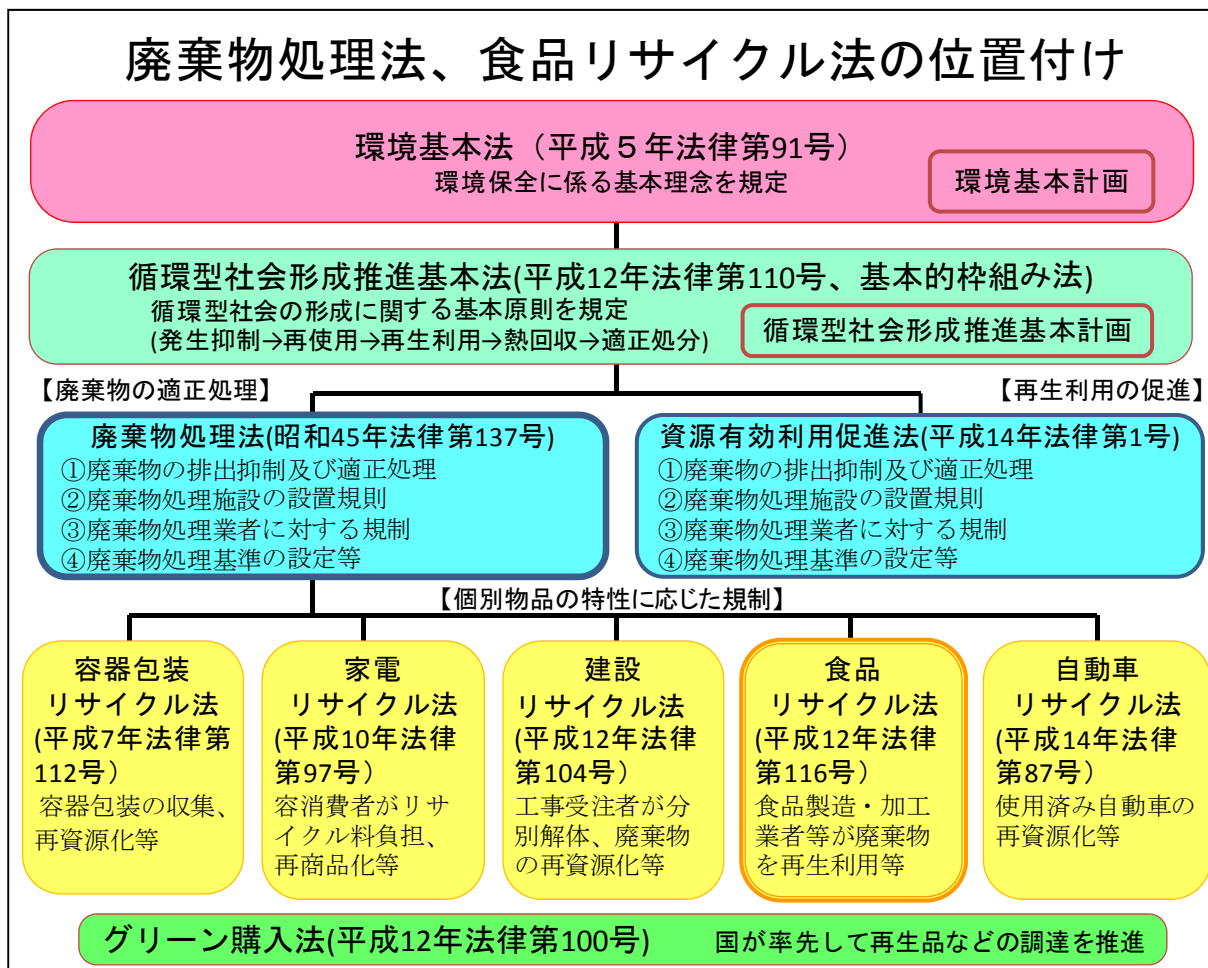 廃棄物処理法、食品リサイクル法の位置付け
環境基本法（平成５年法律第91号）
環境保全に係る基本理念を規定
環境基本計画
循環型社会形成推進基本法(平成12年法律第110号、基本的枠組み法)
循環型社会の形成に関する基本原則を規定
(発生抑制→再使用→再生利用→熱回収→適正処分)
循環型社会形成推進基本計画
【廃棄物の適正処理】
【再生利用の促進】
廃棄物処理法(昭和45年法律第137号)
①廃棄物の排出抑制及び適正処理
②廃棄物処理施設の設置規則
③廃棄物処理業者に対する規制
④廃棄物処理基準の設定等
資源有効利用促進法(平成14年法律第1号)
①廃棄物の排出抑制及び適正処理
②廃棄物処理施設の設置規則
③廃棄物処理業者に対する規制
④廃棄物処理基準の設定等
【個別物品の特性に応じた規制】
容器包装
リサイクル法
(平成7年法律第
112号）
容器包装の収集、
再資源化等
家電
リサイクル法
(平成10年法律
第97号）
容消費者がリサ
イクル料負担、
再商品化等
建設
リサイクル法
(平成12年法律
第104号）
工事受注者が分
別解体、廃棄物
の再資源化等
食品
リサイクル法
(平成12年法律
第116号）
食品製造・加工
業者等が廃棄物
を再生利用等
自動車
リサイクル法
(平成14年法律
第87号）
使用済み自動車の
再資源化等
グリーン購入法(平成12年法律第100号)
国が率先して再生品などの調達を推進